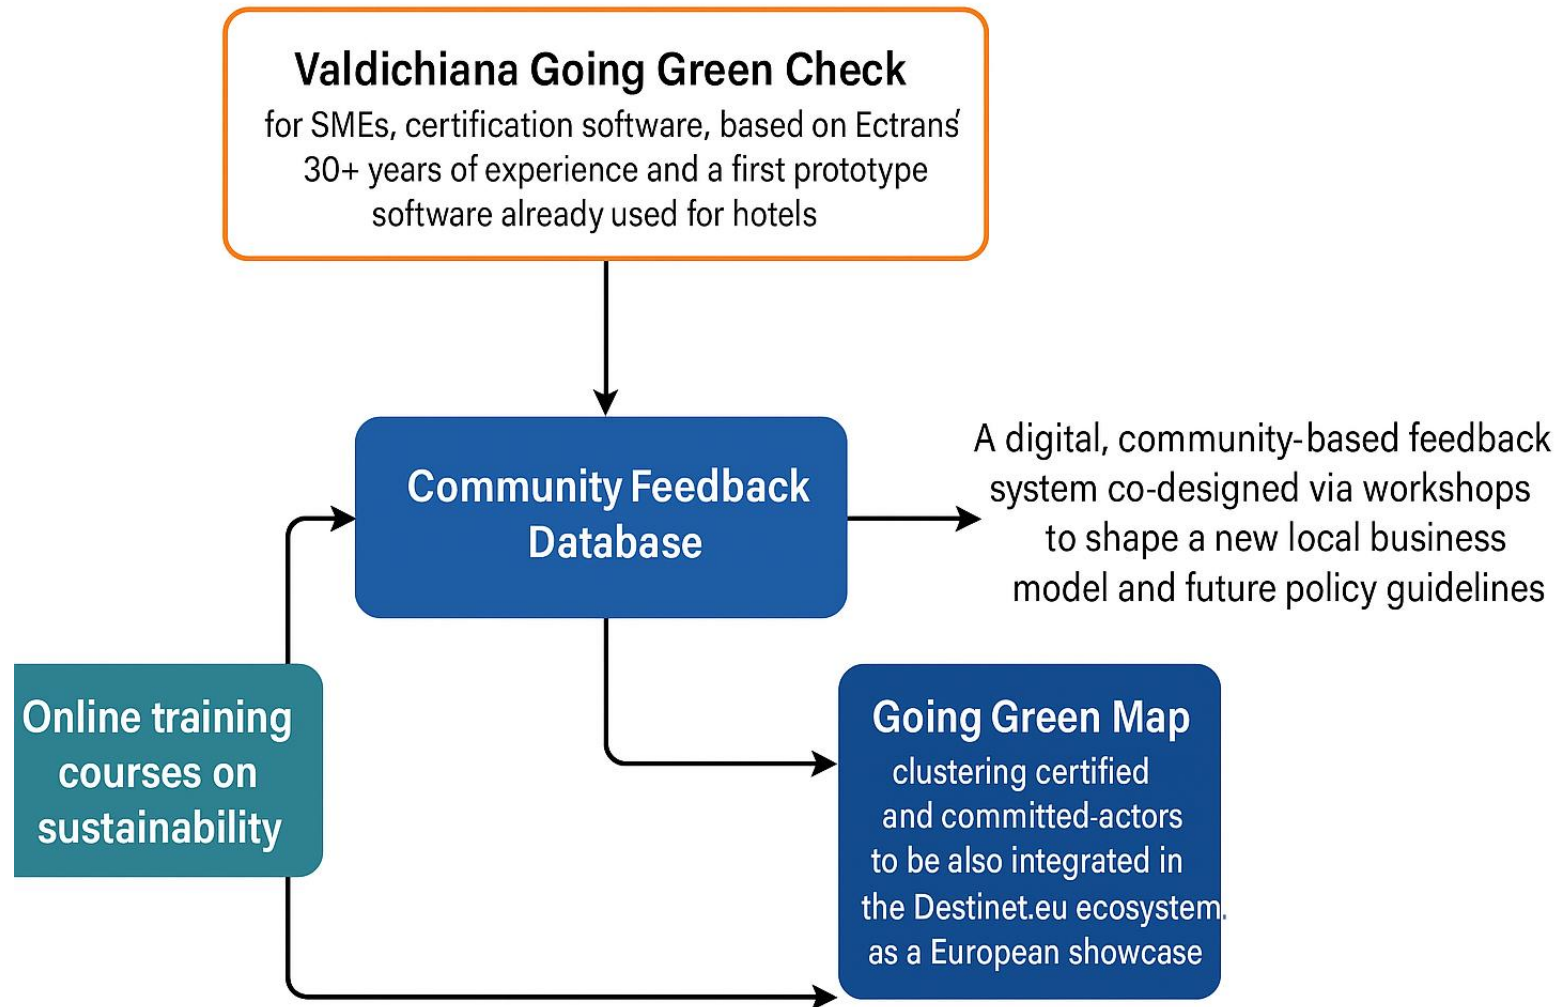 Valdichiana Going Green Check
for SMEs, certification software, based on Ectrans'
30+ years of experience and a first prototype
software already used for hotels
Community Feedback
Database
A digital, community-based feedback
system co-designed via workshops
to shape a new local business
model and future policy guidelines
Online training
courses on
sustainability
Going Green Map
clustering certified
and committed-actors
to be also integrated in
the Destinet.eu ecosystem.
as a European showcase